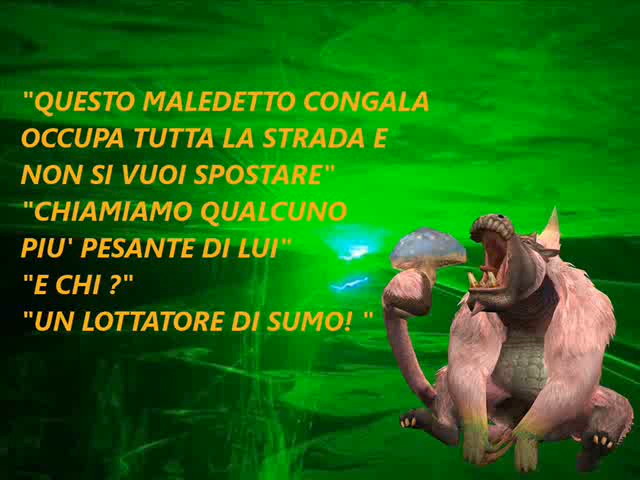 "QUESTO MALEDETTO CONGALA
OCCUPA TUTTA LA STRADA E
NON SI VUOI SPOSTARE"
"CHIAMIAMO QUALCUNO
PIU' PESANTE DI LUI"
"E CHI ?"
"UN LOTTATORE DI SUMO! "